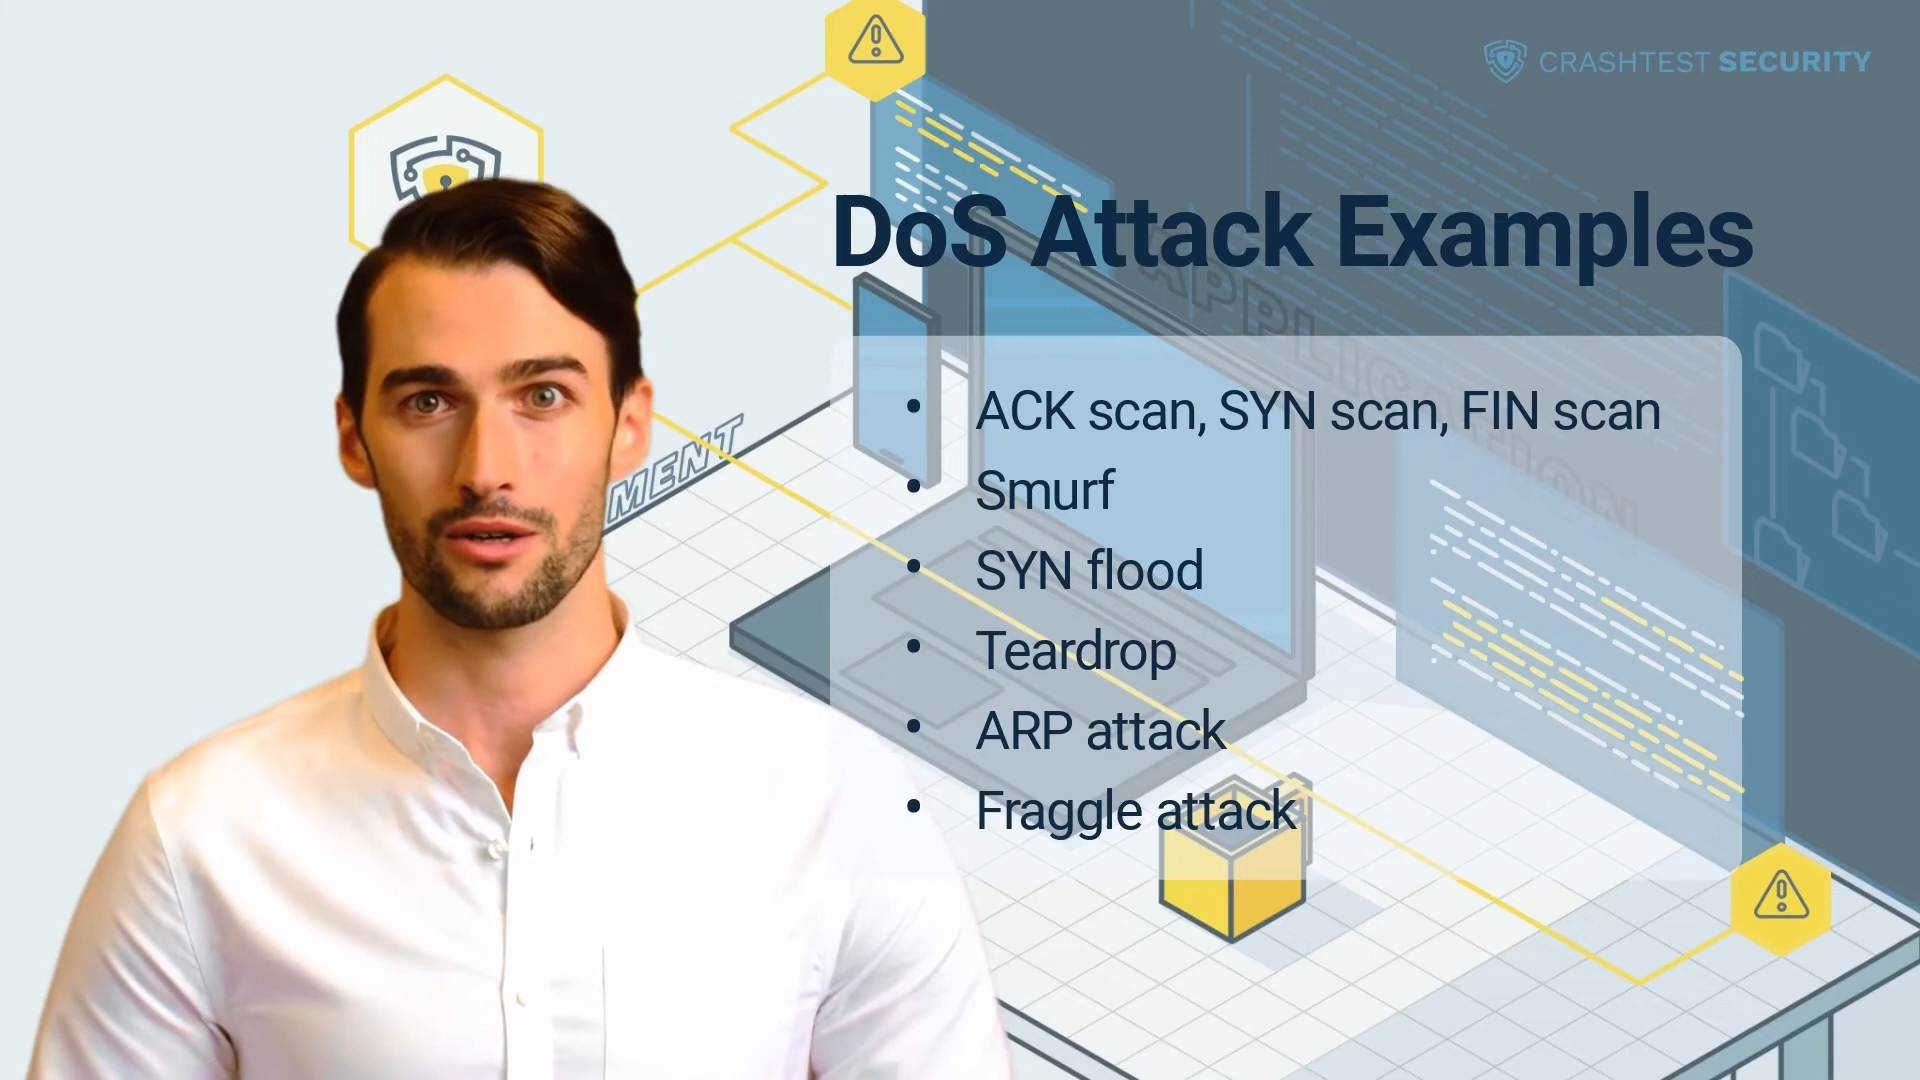 CRASHTEST SECURITY
DoS Attack Examples
APPLICATION
MENT
• ACK scan, SYN scan, FIN scan
• Smurf
• SYN flood
• Teardrop
• ARP attack
• Fraggle attack